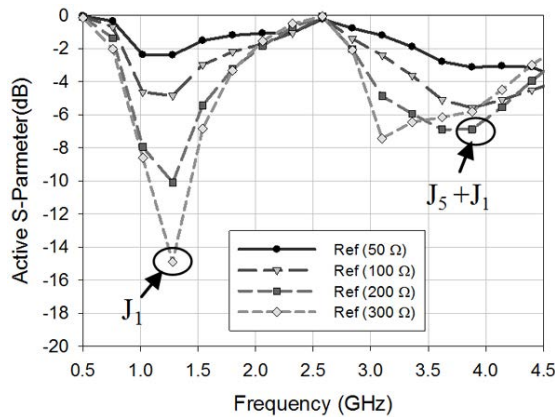 Active S-Parmeter(dB)
0
-2
-4
-6
-8
-10
-12
-14
-16
-18
-20
J5 +J1
J1
Ref (50 Ω)
Ref (100 Ω)
Ref (200 Ω)
Ref (300 Ω)
0.5 1.0 1.5 2.0 2.5 3.0 3.5 4.0 4.5
Frequency (GHz)